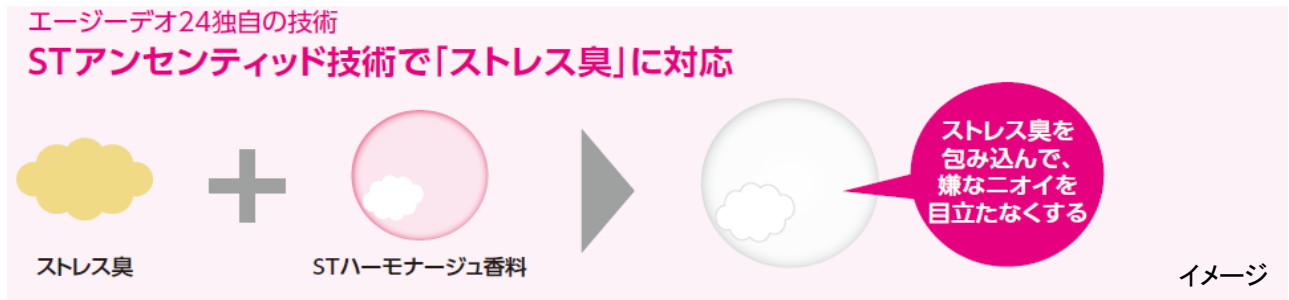 エージーデオ24独自の技術
STアンセンティッド技術で「ストレス臭」に対応
ストレス臭
STハーモナージュ香料
ストレス臭を
包み込んで、
嫌なニオイを
目立たなくする
イメージ